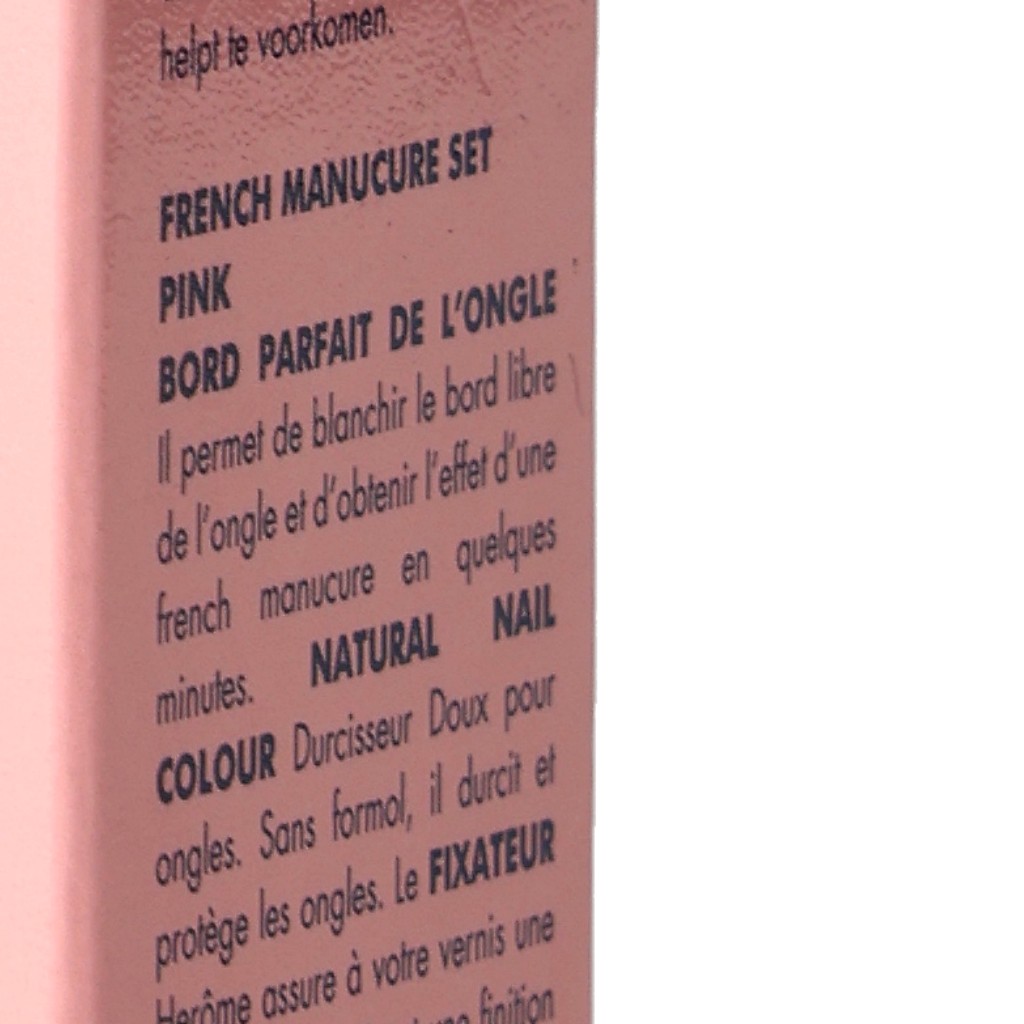 helpt te voorkomen.
FRENCH MANUCURE SET
PINK
BORD PARFAIT DE L'ONGLE
Il permet de blanchir le bord libre
de l'ongle et d'obtenir l'effet d'une
french manucure en quelques
minutes. NATURAL NAIL
COLOUR Durcisseur Doux pour
ongles. Sans formol, il durcit et
protège les ongles. Le FIXATEUR
Herôme assure à votre vernis une
finition